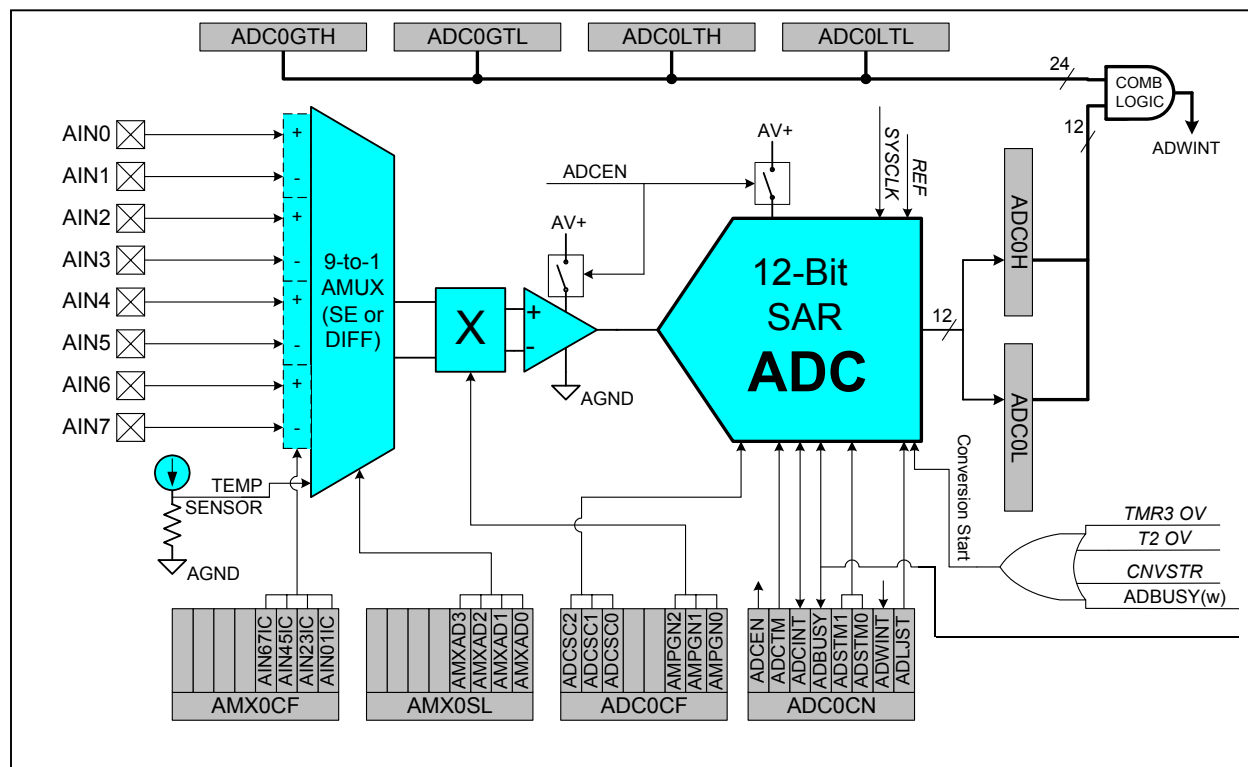 ADC0GTH
ADC0GTL
ADC0LTH
ADC0LTL
24
COMB
LOGIC
12
ADWINT
AIN0
AIN1
AIN2
AIN3
AIN4
AIN5
AIN6
AIN7
+
-
+
-
+
-
+
-
9-to-1
AMUX
(SE or
DIFF)
X
+
-
AV+
AGND
ADCEN
AV+
SYSCLK
REF
12-Bit
SAR
ADC
12
ADC0H
ADC0L
TEMP
SENSOR
AGND
Conversion Start
TMR3 OV
T2 OV
CNVSTR
ADBUSY(w)
AIN67IC
AIN45IC
AIN23IC
AIN01IC
AMX0CF
AMXAD3
AMXAD2
AMXAD1
AMXAD0
AMX0SL
ADCSC2
ADCSC1
ADCSC0
AMPGN2
AMPGN1
AMPGN0
ADC0CF
ADCEN
ADCTM
ADCINT
ADBUSY
ADSTM1
ADSTM0
ADWINT
ADLJST
ADC0CN